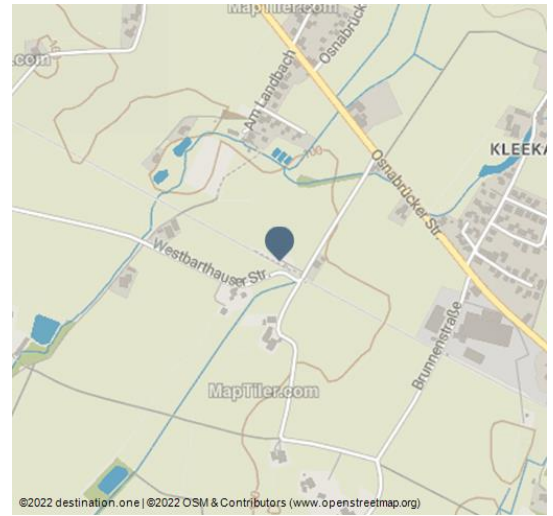 MapTiler.com
.com
Osnabrück
Am Landbach
100
Osnabrücker Str.
KLEEKA
Westbarthauser Str.
Brunnenstraße
MapTiler.com
©2022 destination.one | ©2022 OSM & Contributors (www.openstreetmap.org)